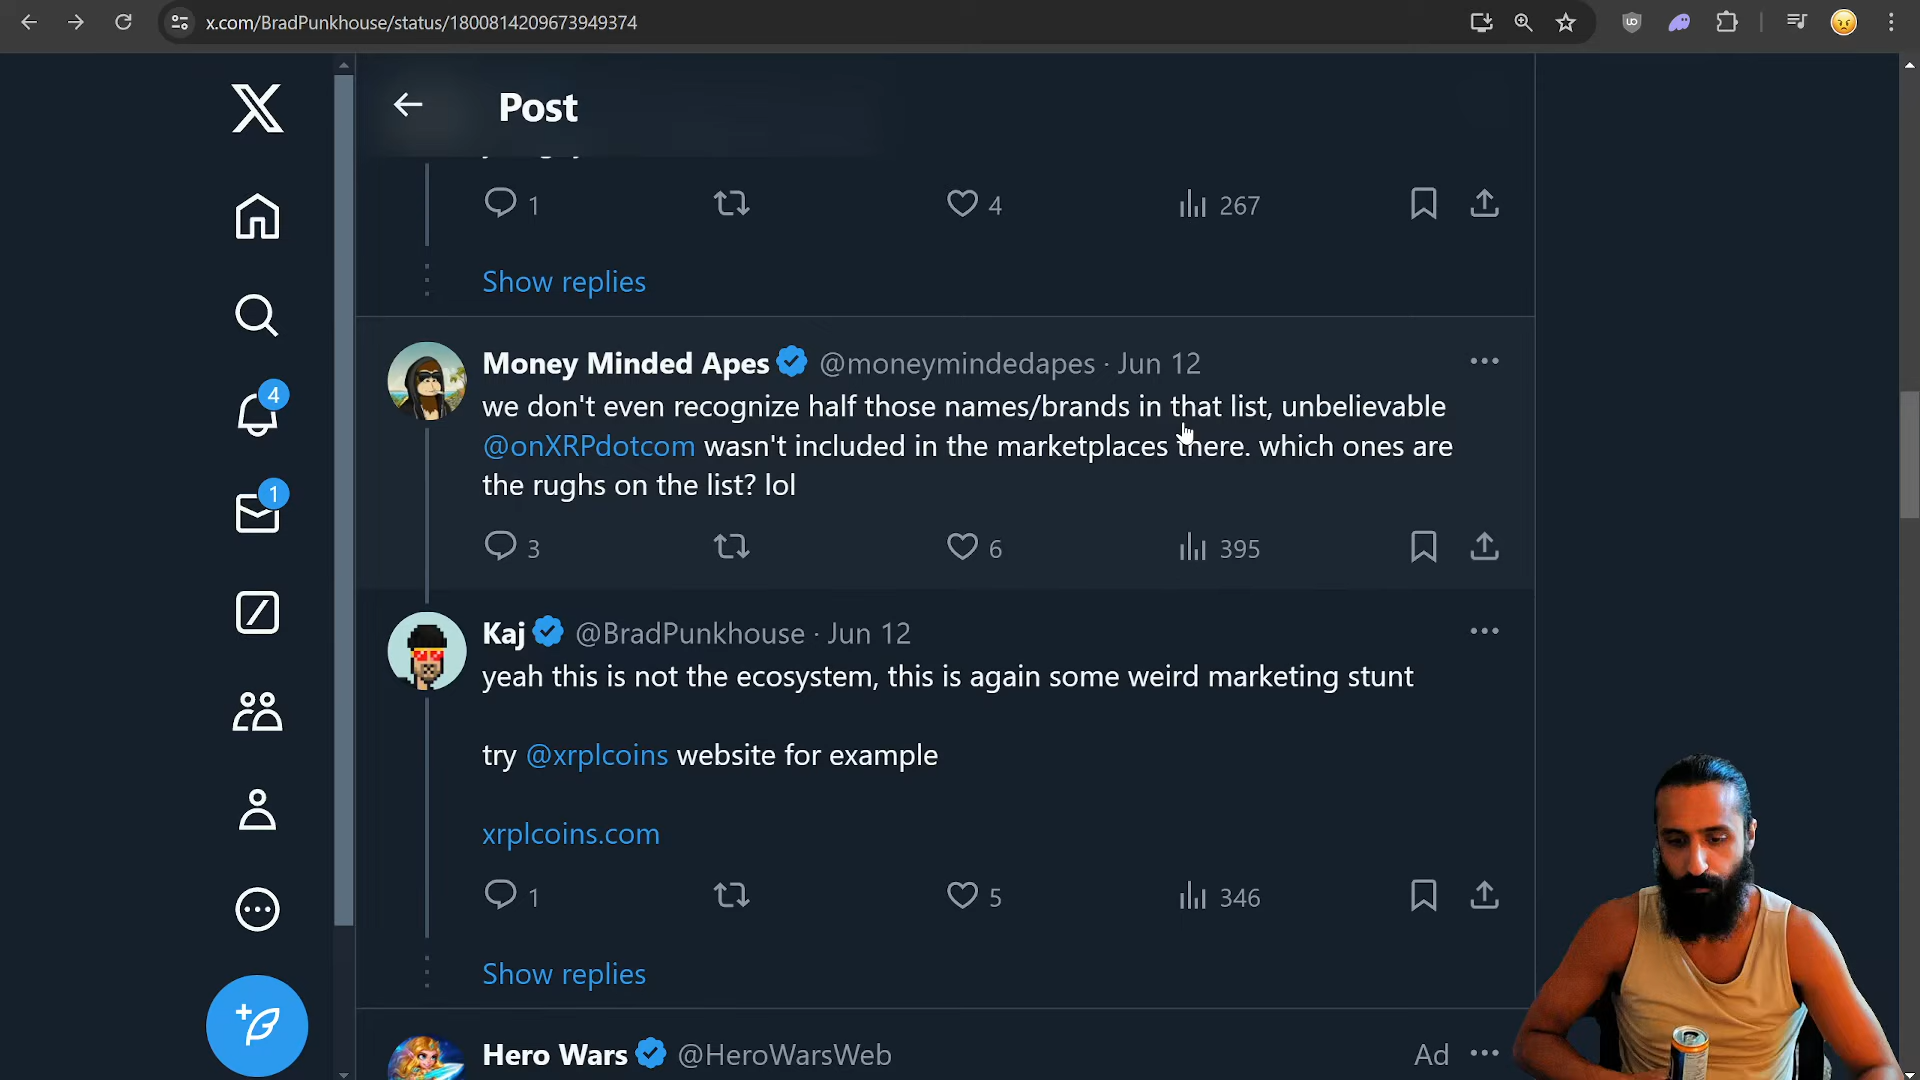 x.com/BradPunkhouse/status/1800814209673949374
Post
1
4
267
Show replies
Money Minded Apes @moneymindedapes · Jun 12
we don't even recognize half those names/brands in that list, unbelievable
@onXRPdotcom wasn't included in the marketplaces there. which ones are
the rughs on the list? lol
3
6
395
Kaj @BradPunkhouse · Jun 12
yeah this is not the ecosystem, this is again some weird marketing stunt
try @xrplcoins website for example
xrplcoins.com
1
5
346
Show replies
Hero Wars @HeroWarsWeb
Ad
4
1